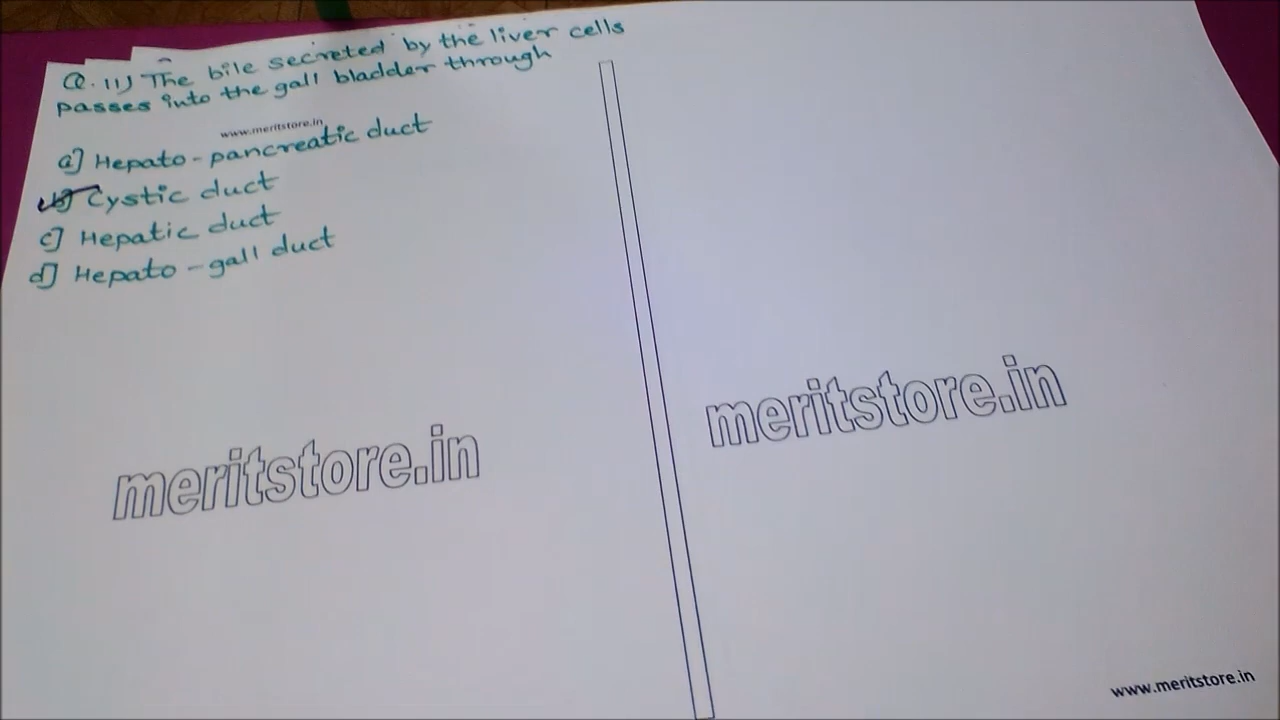 Q.11) The bile secreted by the liver cells
passes into the gall bladder through
www.meritstore.in
a] Hepato-pancreatic duct
b] Cystic duct
c] Hepatic duct
d] Hepato-gall duct
meritstore.in
meritstore.in
www.meritstore.in